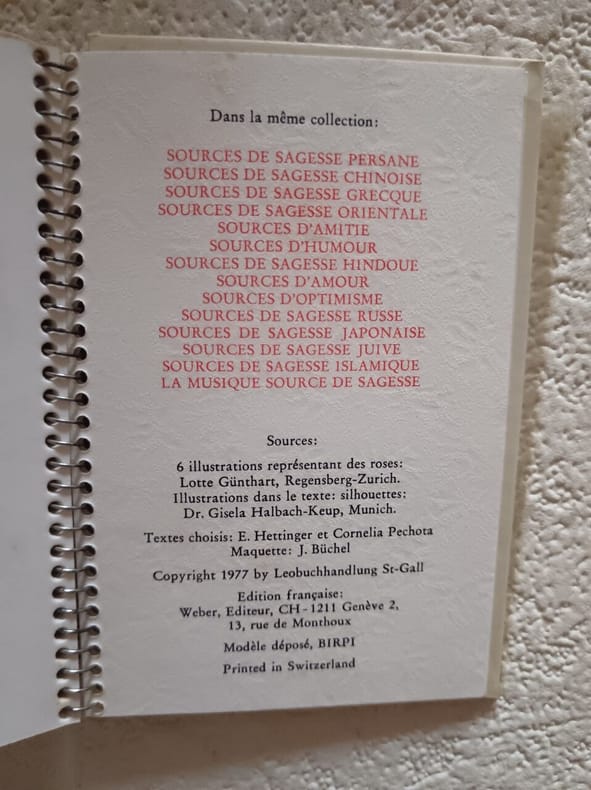 Dans la même collection:
SOURCES DE SAGESSE PERSANE
SOURCES DE SAGESSE CHINOISE
SOURCES DE SAGESSE GRECQUE
SOURCES DE SAGESSE ORIENTALE
SOURCES D'AMITIE
SOURCES D'HUMOUR
SOURCES DE SAGESSE HINDOUE
SOURCES D'AMOUR
SOURCES D'OPTIMISME
SOURCES DE SAGESSE RUSSE
SOURCES DE SAGESSE JAPONAISE
SOURCES DE SAGESSE JUIVE
SOURCES DE SAGESSE ISLAMIQUE
LA MUSIQUE SOURCE DE SAGESSE
Sources:
6 illustrations représentant des roses:
Lotte Günthart, Regensberg-Zurich.
Illustrations dans le texte: silhouettes:
Dr. Gisela Halbach-Keup, Munich.
Textes choisis: E. Hettinger et Cornelia Pechota
Maquette: J. Büchel
Copyright 1977 by Leobuchhandlung St-Gall
Edition française:
Weber, Editeur, CH-1211 Genève 2,
13, rue de Monthoux
Modèle déposé, BIRPI
Printed in Switzerland